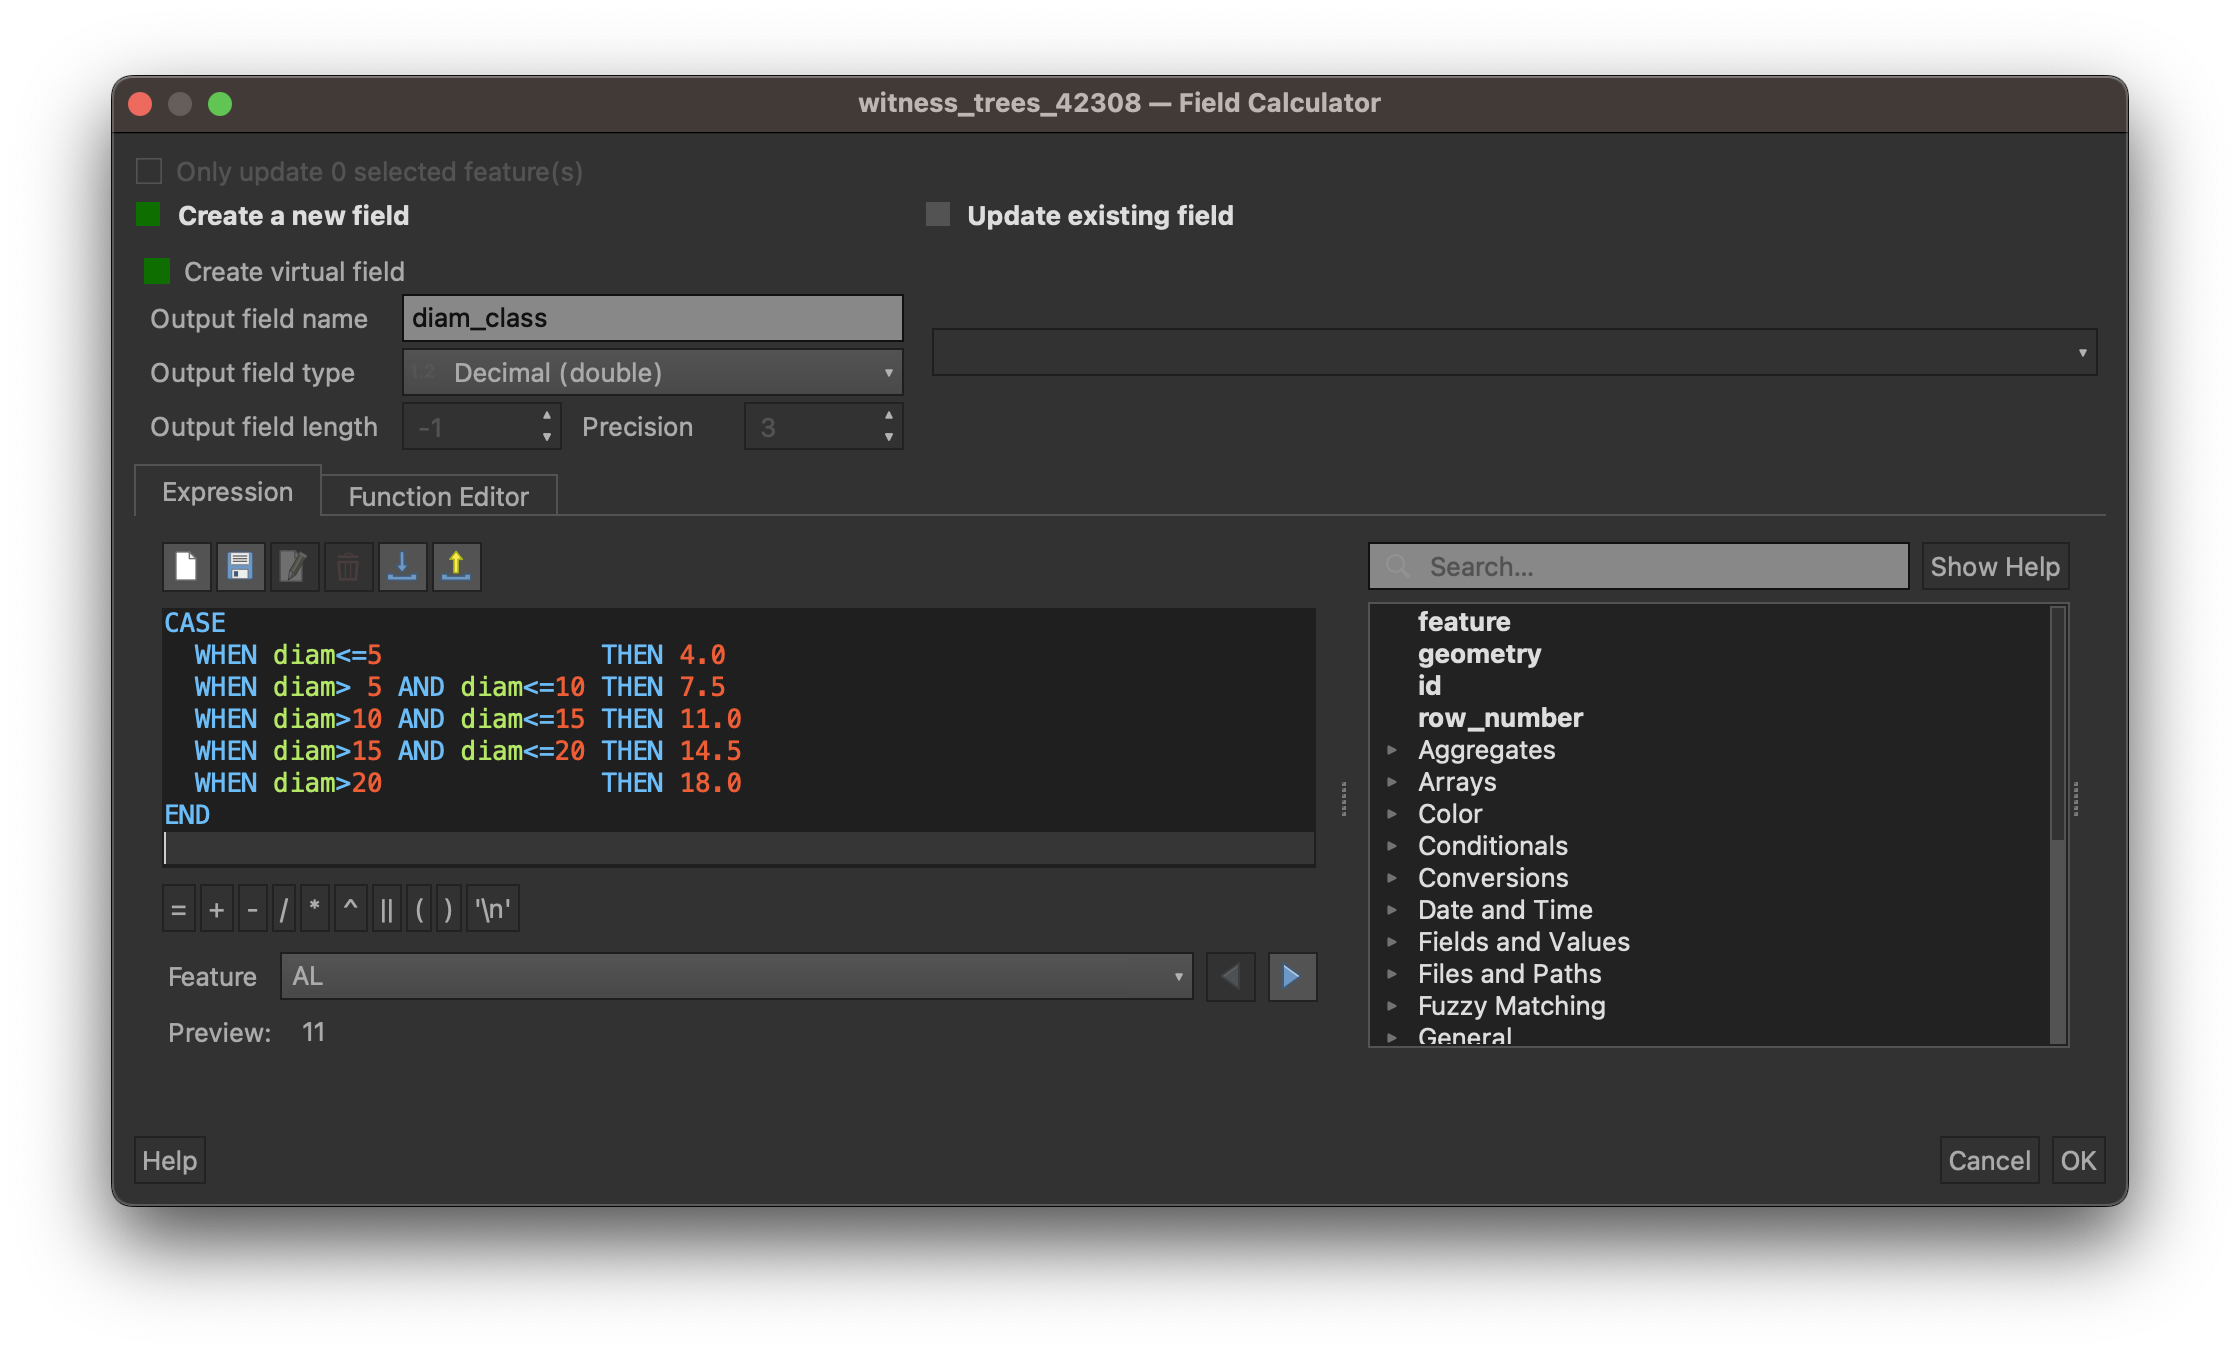 witness_trees_42308 — Field Calculator
Only update 0 selected feature(s)
Create a new field
Update existing field
Create virtual field
Output field name
diam_class
Output field type
1.2 Decimal (double)
Output field length
-1
Precision
3
Expression
Function Editor
Search...
Show Help
CASE
  WHEN diam<=5              THEN 4.0
  WHEN diam> 5 AND diam<=10 THEN 7.5
  WHEN diam>10 AND diam<=15 THEN 11.0
  WHEN diam>15 AND diam<=20 THEN 14.5
  WHEN diam>20              THEN 18.0
END
= + - / * ^ || ( ) '\n'
Feature
AL
Preview: 11
feature
geometry
id
row_number
Aggregates
Arrays
Color
Conditionals
Conversions
Date and Time
Fields and Values
Files and Paths
Fuzzy Matching
General
Help
Cancel
OK